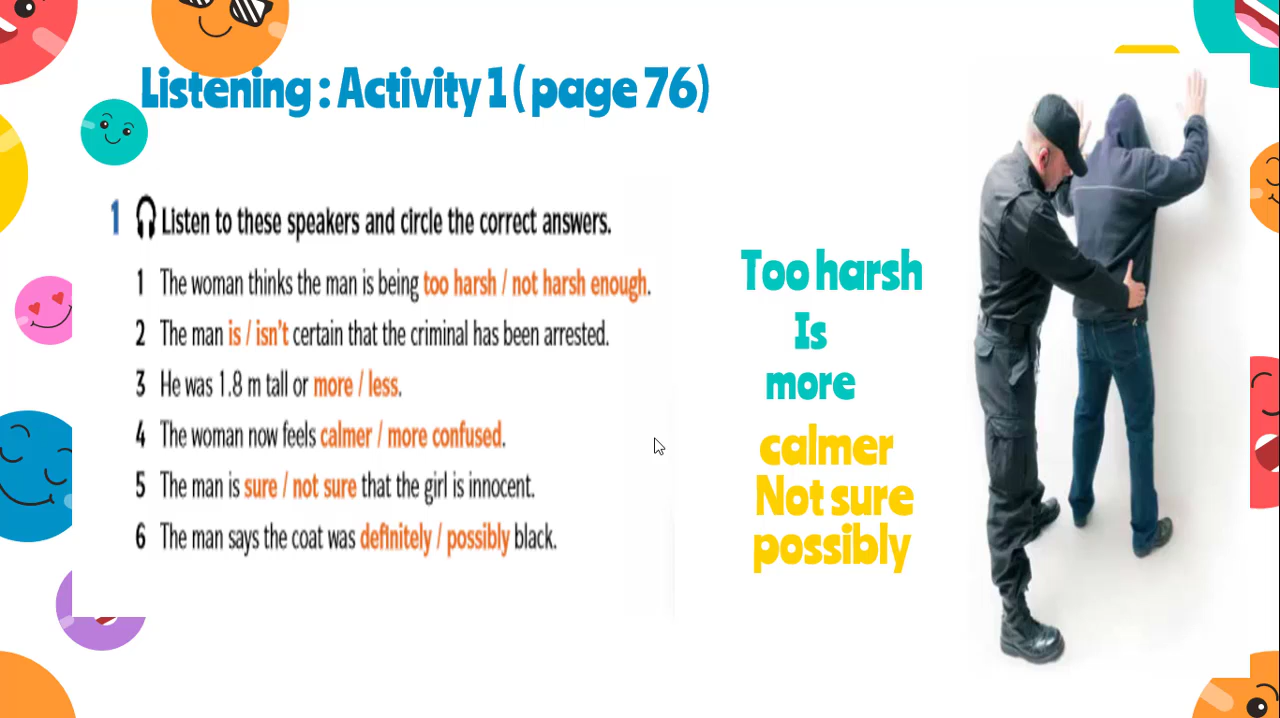 Listening : Activity 1 ( page 76)
1 Listen to these speakers and circle the correct answers.
1 The woman thinks the man is being too harsh / not harsh enough.
2 The man is / isn't certain that the criminal has been arrested.
3 He was 1.8 m tall or more / less.
4 The woman now feels calmer / more confused.
5 The man is sure / not sure that the girl is innocent.
6 The man says the coat was definitely / possibly black.
Too harsh
Is
more
calmer
Not sure
possibly